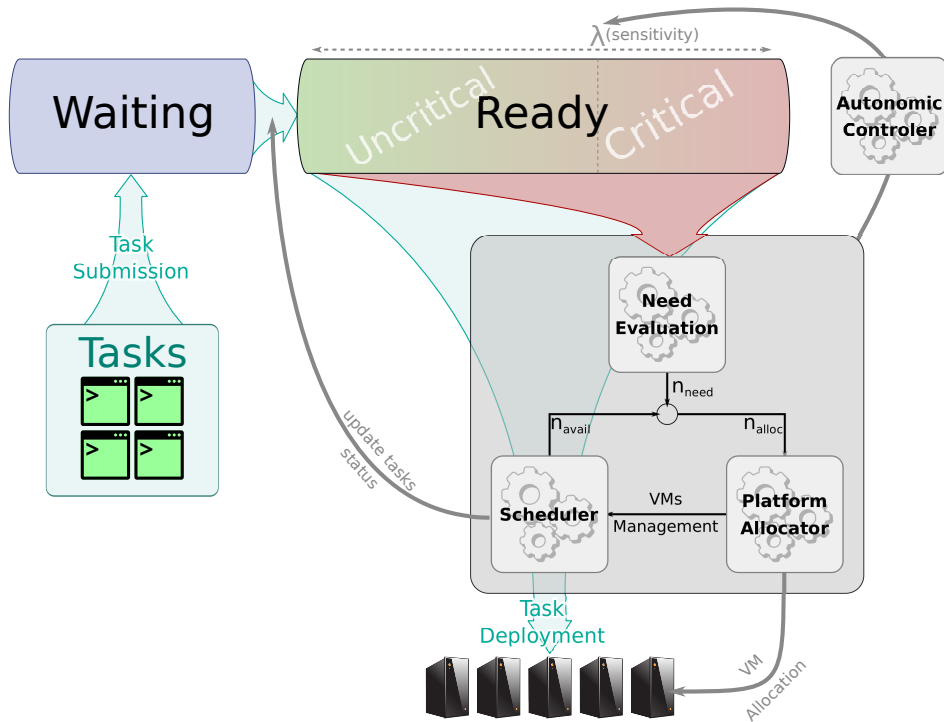 λ(sensitivity)
Waiting
Uncritical
Ready
Critical
Autonomic
Controler
Task
Submission
Need
Evaluation
Tasks
>
>
>
>
nneed
navail
nalloc
update tasks
status
Scheduler
VMs
Management
Platform
Allocator
Task
Deployment
VM
Allocation